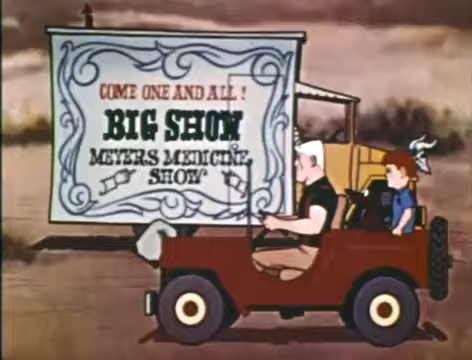 COME ONE AND ALL!
BIG SHOW
MEYERS MEDICINE
SHOW